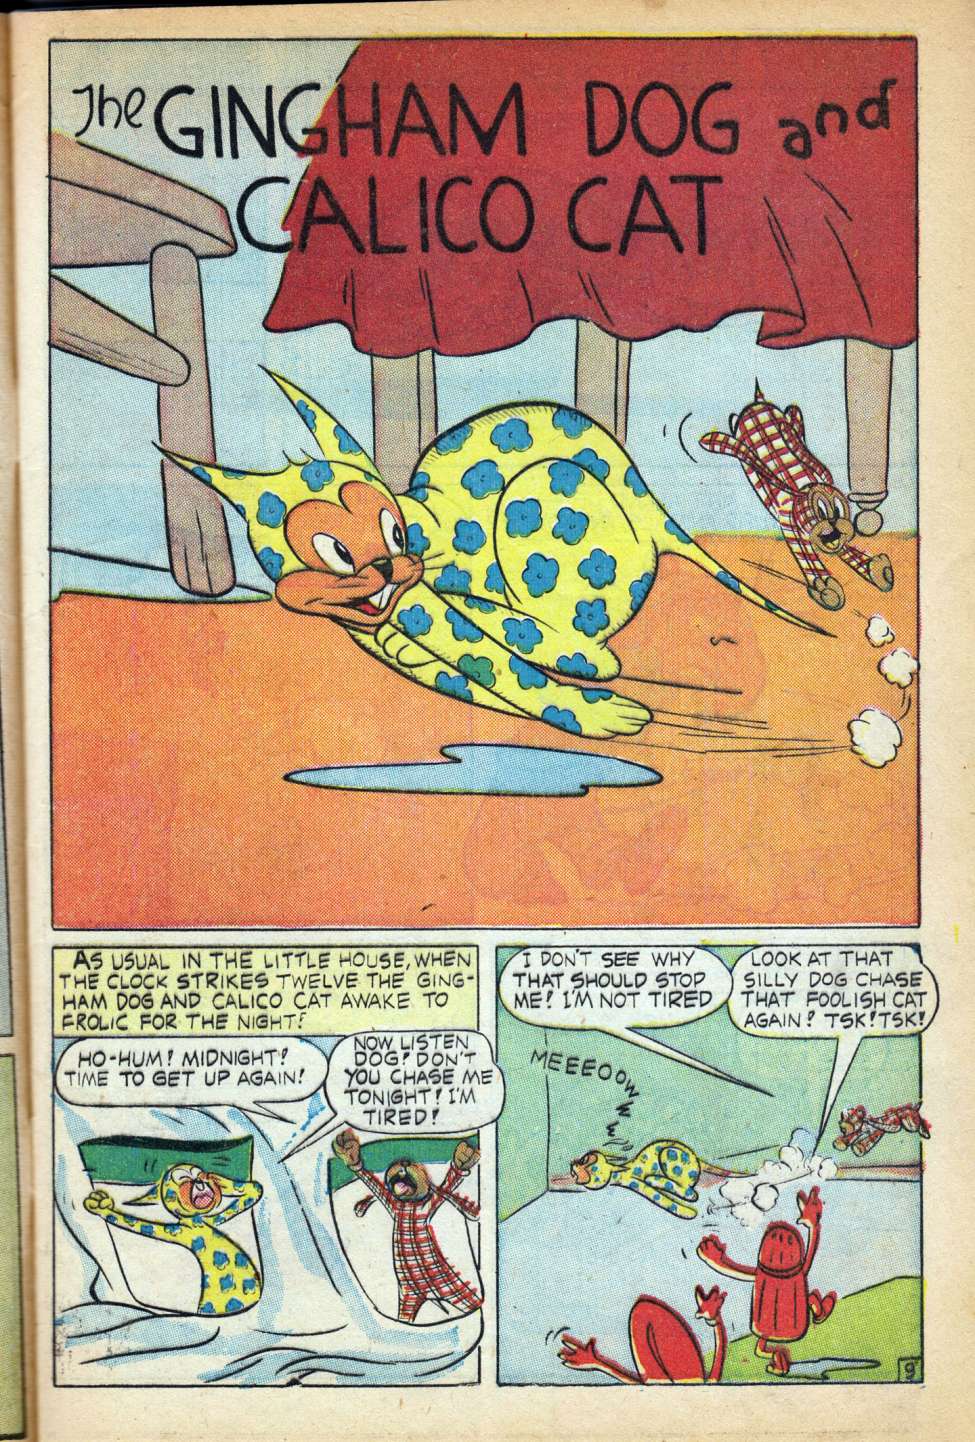 The GINGHAM DOG and
CALICO CAT
AS USUAL IN THE LITTLE HOUSE, WHEN
THE CLOCK STRIKES TWELVE THE GING-
HAM DOG AND CALICO CAT AWAKE TO
FROLIC FOR THE NIGHT!
HO-HUM! MIDNIGHT!
TIME TO GET UP AGAIN!
NOW LISTEN
DOG! DON'T
YOU CHASE ME
TONIGHT! I'M
TIRED!
I DON'T SEE WHY
THAT SHOULD STOP
ME! I'M NOT TIRED
LOOK AT THAT
SILLY DOG CHASE
THAT FOOLISH CAT
AGAIN! TSK! TSK!
MEEEOOWWWW
9